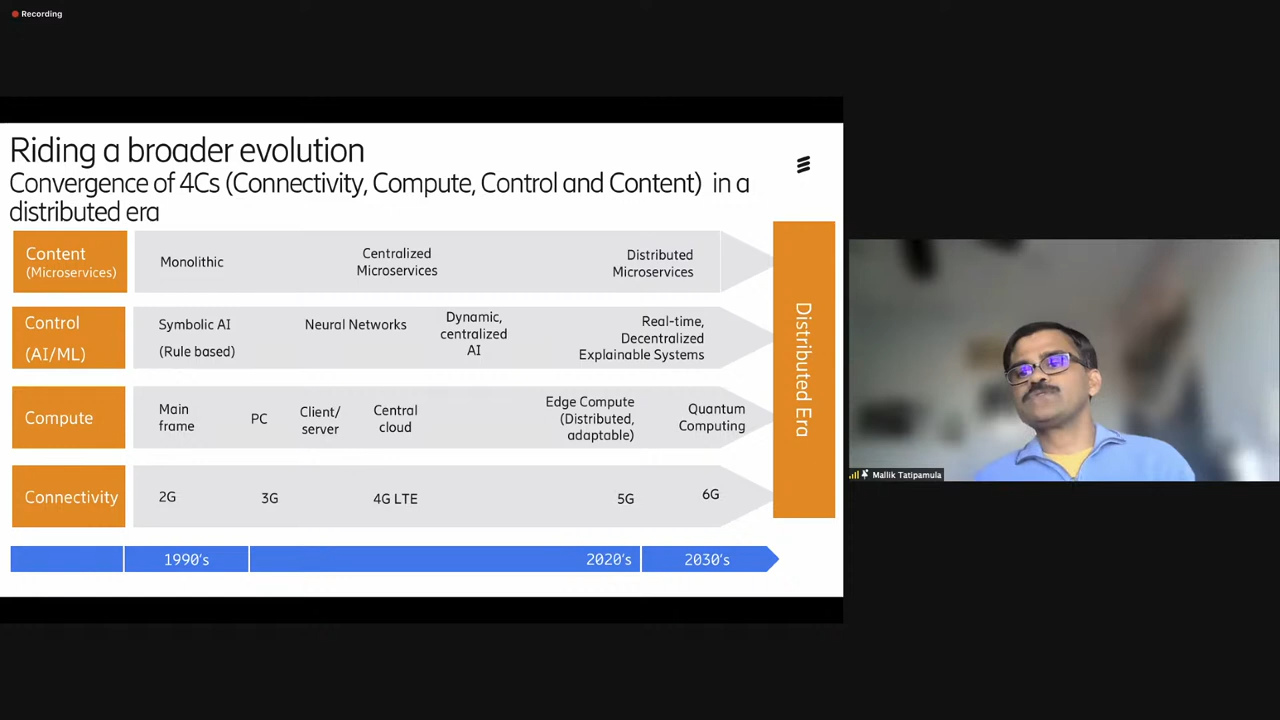 Recording
Riding a broader evolution
Convergence of 4Cs (Connectivity, Compute, Control and Content) in a
distributed era
Content
(Microservices)
Monolithic
Centralized
Microservices
Distributed
Microservices
Control
(AI/ML)
Symbolic AI
(Rule based)
Neural Networks
Dynamic,
centralized
AI
Real-time,
Decentralized
Explainable Systems
Compute
Main
frame
PC
Client/
server
Central
cloud
Edge Compute
(Distributed,
adaptable)
Quantum
Computing
Connectivity
2G
3G
4G LTE
5G
6G
Distributed Era
1990's
2020's
2030's
Mallik Tatipamula